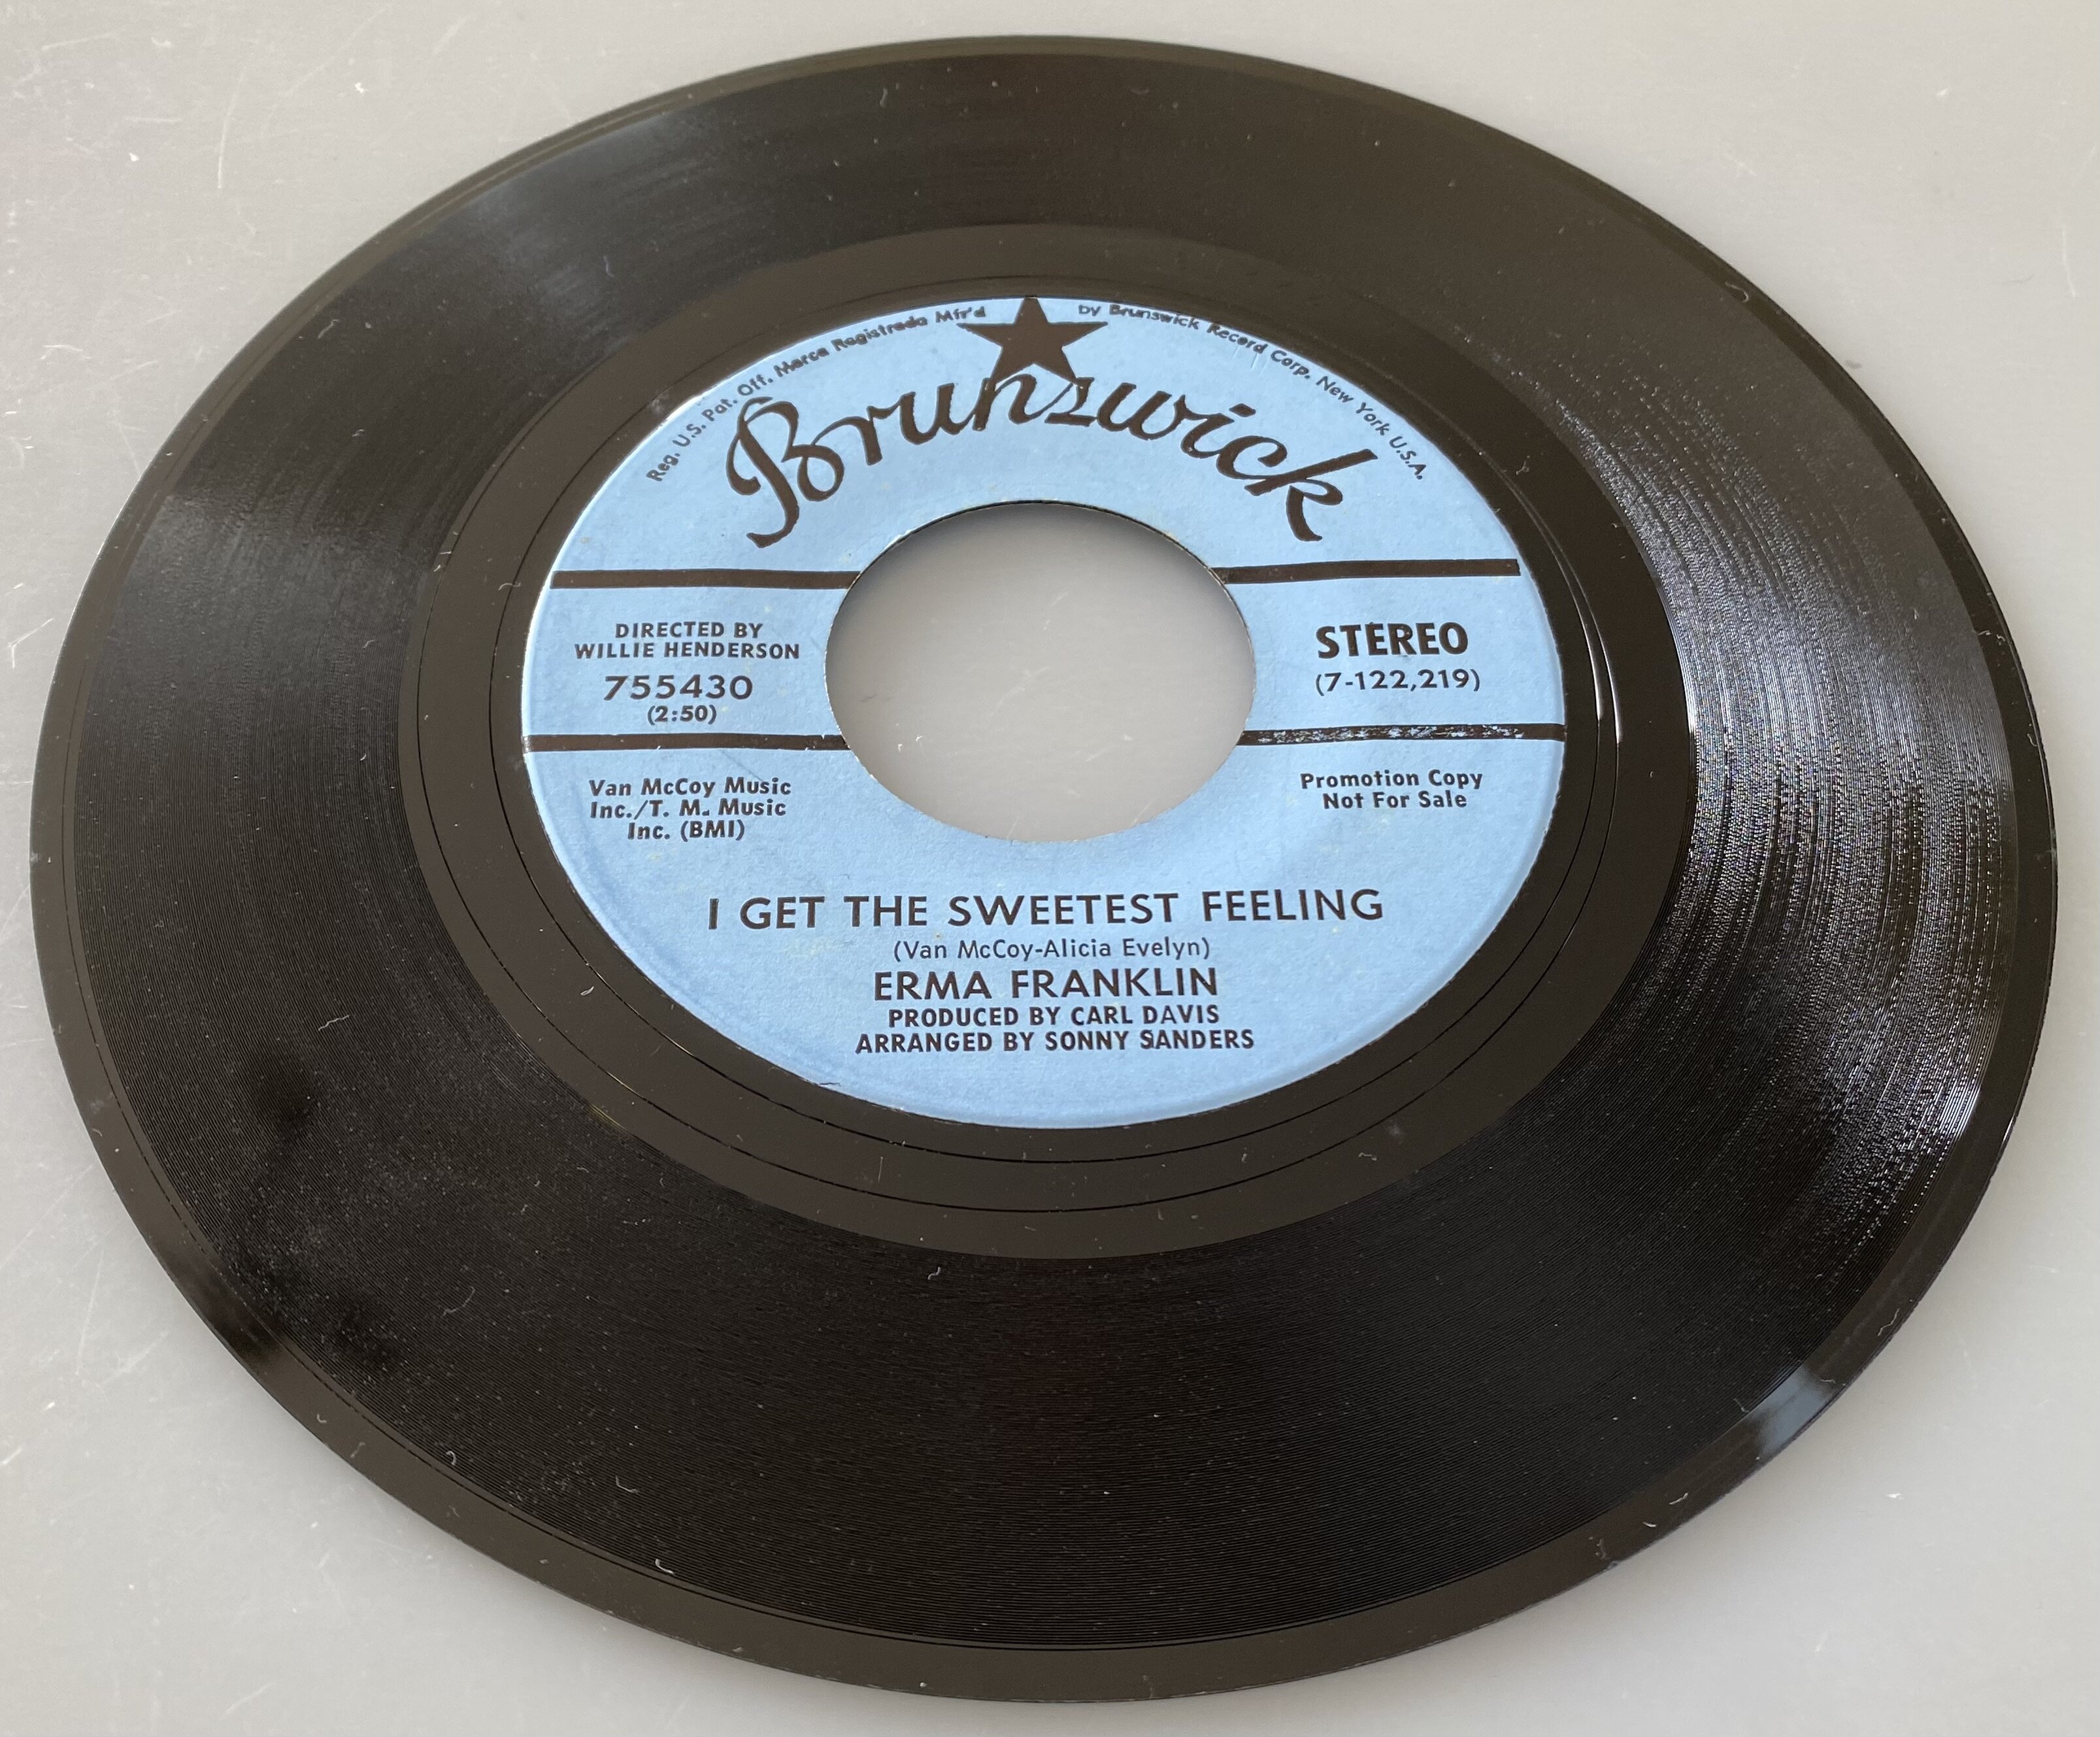 Reg. U.S. Pat. Off. Marca Registrada Mfr'd by Brunswick Record Corp. New York U.S.A.
Brunswick
DIRECTED BY
WILLIE HENDERSON
755430
(2:50)
STEREO
(7-122,219)
Van McCoy Music
Inc./T. M. Music
Inc. (BMI)
Promotion Copy
Not For Sale
I GET THE SWEETEST FEELING
(Van McCoy-Alicia Evelyn)
ERMA FRANKLIN
PRODUCED BY CARL DAVIS
ARRANGED BY SONNY SANDERS